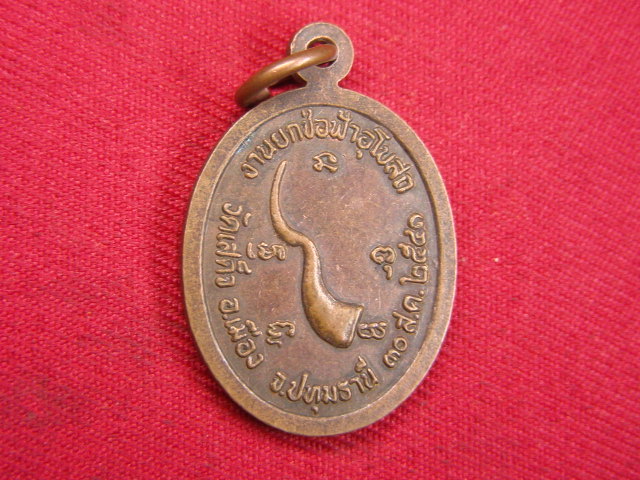 งานยกช่อฟ้าอุโบสถ
วัดเสด็จ อ.เมือง จ.ปทุมธานี ๓๐ ส.ค. ๒๕๔๑